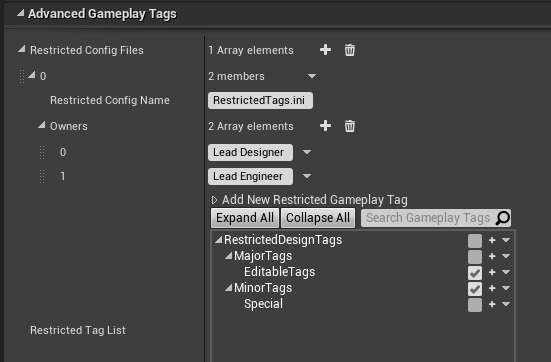 Advanced Gameplay Tags
Restricted Config Files 1 Array elements
0 2 members
Restricted Config Name RestrictedTags.ini
Owners 2 Array elements
0 Lead Designer
1 Lead Engineer
Add New Restricted Gameplay Tag
Expand All Collapse All Search Gameplay Tags
RestrictedDesignTags
MajorTags
EditableTags
MinorTags
Special
Restricted Tag List